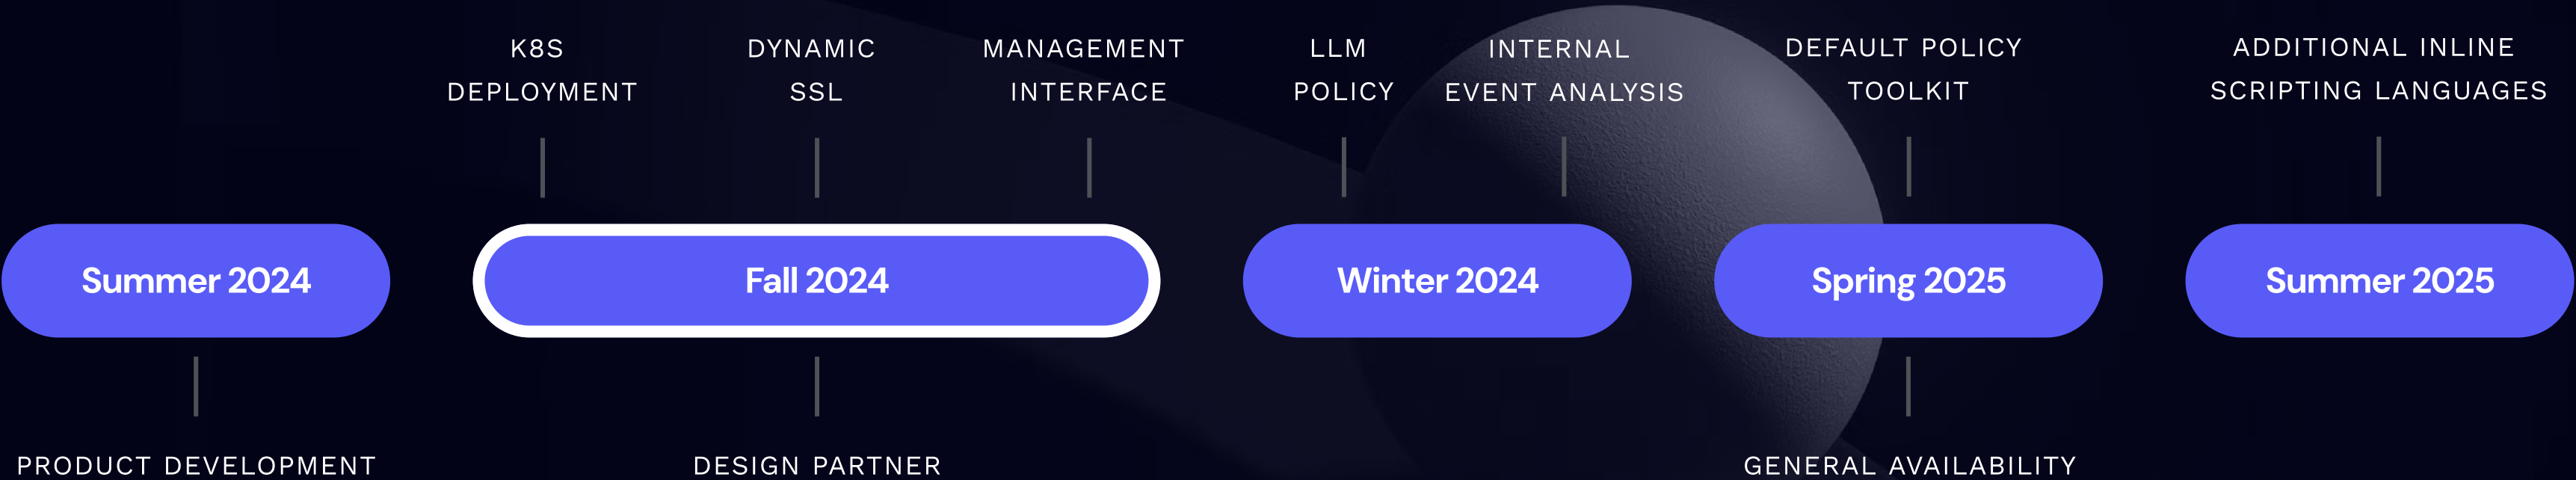 K8S
DEPLOYMENT
DYNAMIC
SSL
MANAGEMENT
INTERFACE
LLM
POLICY
INTERNAL
EVENT ANALYSIS
DEFAULT POLICY
TOOLKIT
ADDITIONAL INLINE
SCRIPTING LANGUAGES
Summer 2024
Fall 2024
Winter 2024
Spring 2025
Summer 2025
PRODUCT DEVELOPMENT
DESIGN PARTNER
GENERAL AVAILABILITY